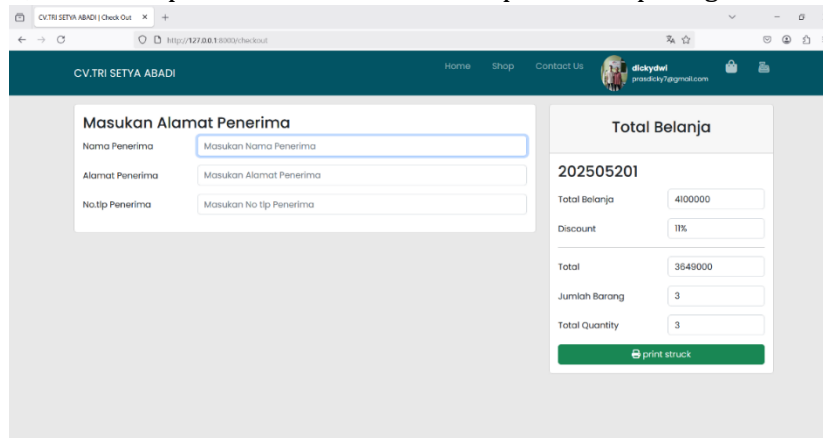 CV.TRI SETYA ABADI | Check Out
http://127.0.0.1:8000/checkout
CV.TRI SETYA ABADI
Home Shop Contact Us
dickydwi
prasdicky7@gmail.com
Masukan Alamat Penerima
Nama Penerima Masukan Nama Penerima
Alamat Penerima Masukan Alamat Penerima
No.tlp Penerima Masukan No tlp Penerima
Total Belanja
202505201
Total Belanja 4100000
Discount 11%
Total 3649000
Jumlah Barang 3
Total Quantity 3
print struck